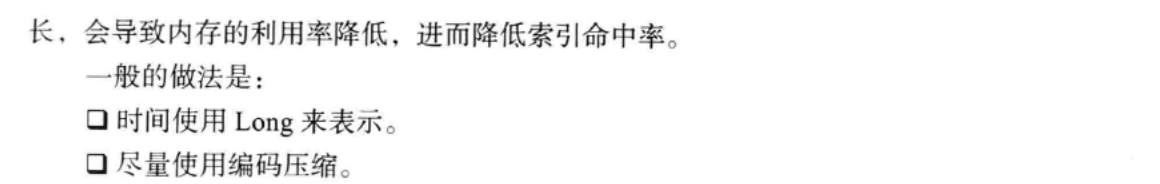 长，会导致内存的利用率降低，进而降低索引命中率。
一般的做法是：
❑ 时间使用 Long 来表示。
❑ 尽量使用编码压缩。